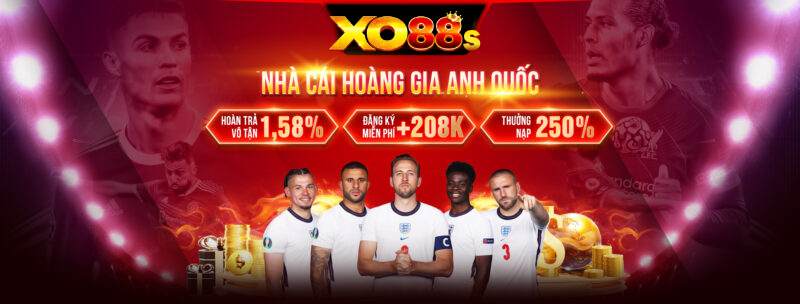 XO88s
NHÀ CÁI HOÀNG GIA ANH QUỐC
HOÀN TRẢ
VÔ TẬN 1,58%
ĐĂNG KÝ
MIỄN PHÍ +208K
THƯỞNG
NẠP 250%
L.F.C.
C
3